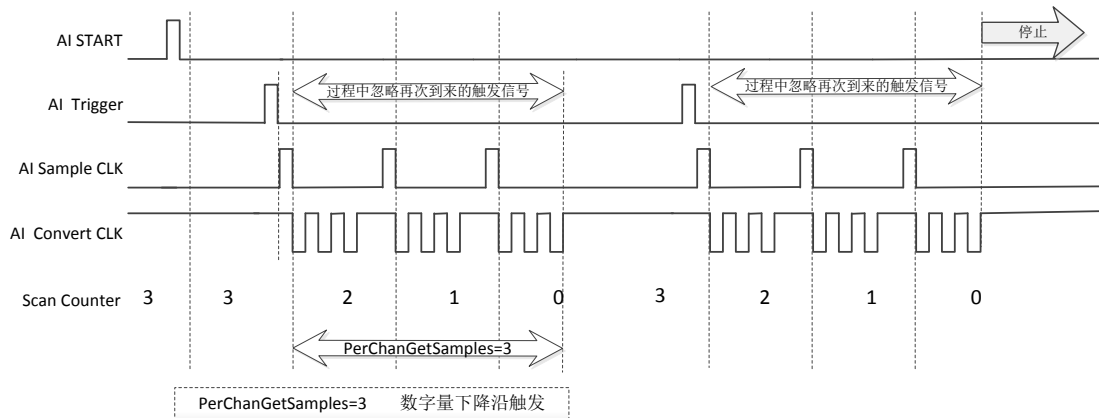 AI START
停止
AI Trigger
过程中忽略再次到来的触发信号
过程中忽略再次到来的触发信号
AI Sample CLK
AI Convert CLK
Scan Counter 3 3 2 1 0 3 2 1 0
PerChanGetSamples=3
PerChanGetSamples=3 数字量下降沿触发